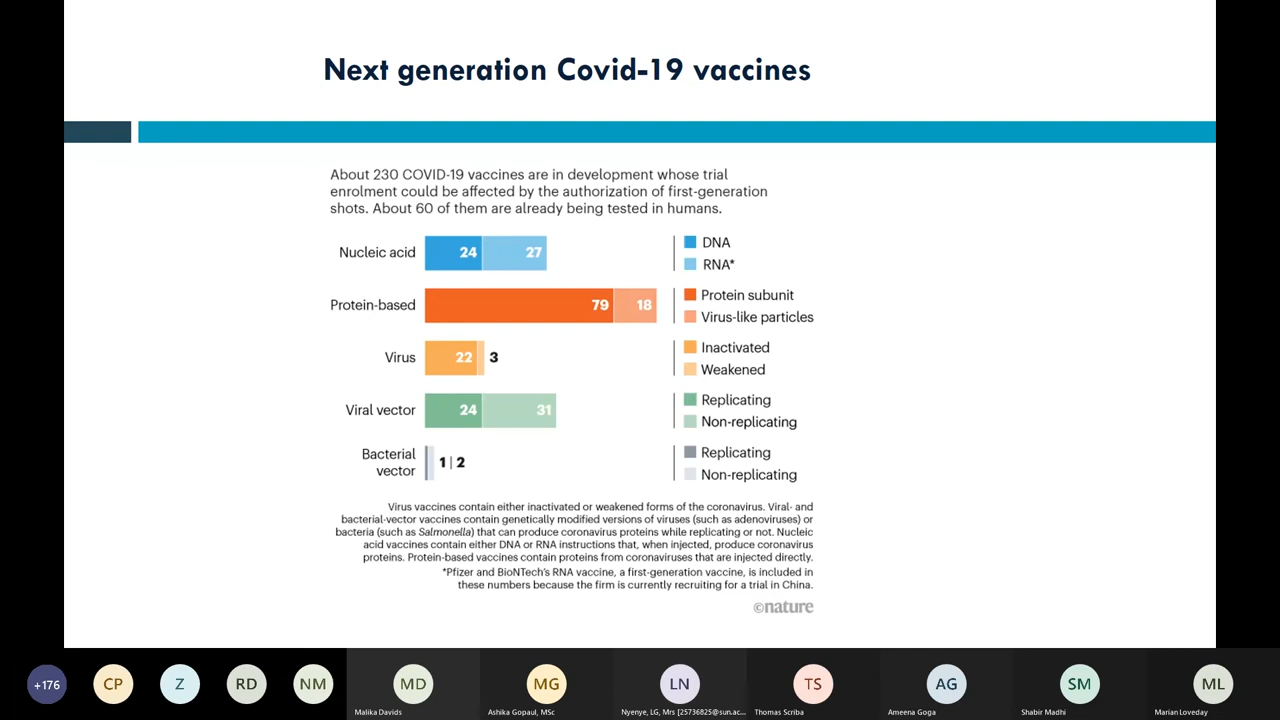 Next generation Covid-19 vaccines
About 230 COVID-19 vaccines are in development whose trial
enrolment could be affected by the authorization of first-generation
shots. About 60 of them are already being tested in humans.
Nucleic acid 24 27 DNA
RNA*
Protein-based 79 18 Protein subunit
Virus-like particles
Virus 22 3 Inactivated
Weakened
Viral vector 24 31 Replicating
Non-replicating
Bacterial
vector 1 | 2 Replicating
Non-replicating
Virus vaccines contain either inactivated or weakened forms of the coronavirus. Viral- and
bacterial-vector vaccines contain genetically modified versions of viruses (such as adenoviruses) or
bacteria (such as Salmonella) that can produce coronavirus proteins while replicating or not. Nucleic
acid vaccines contain either DNA or RNA instructions that, when injected, produce coronavirus
proteins. Protein-based vaccines contain proteins from coronaviruses that are injected directly.
*Pfizer and BioNTech's RNA vaccine, a first-generation vaccine, is included in
these numbers because the firm is currently recruiting for a trial in China.
©nature
+176 CP Z RD NM MD MG LN TS AG SM ML
Malika Davids Ashika Gopaul, MSc Nyenye, LG, Mrs [25736825@sun.ac... Thomas Scriba Ameena Goga Shabir Madhi Marian Loveday